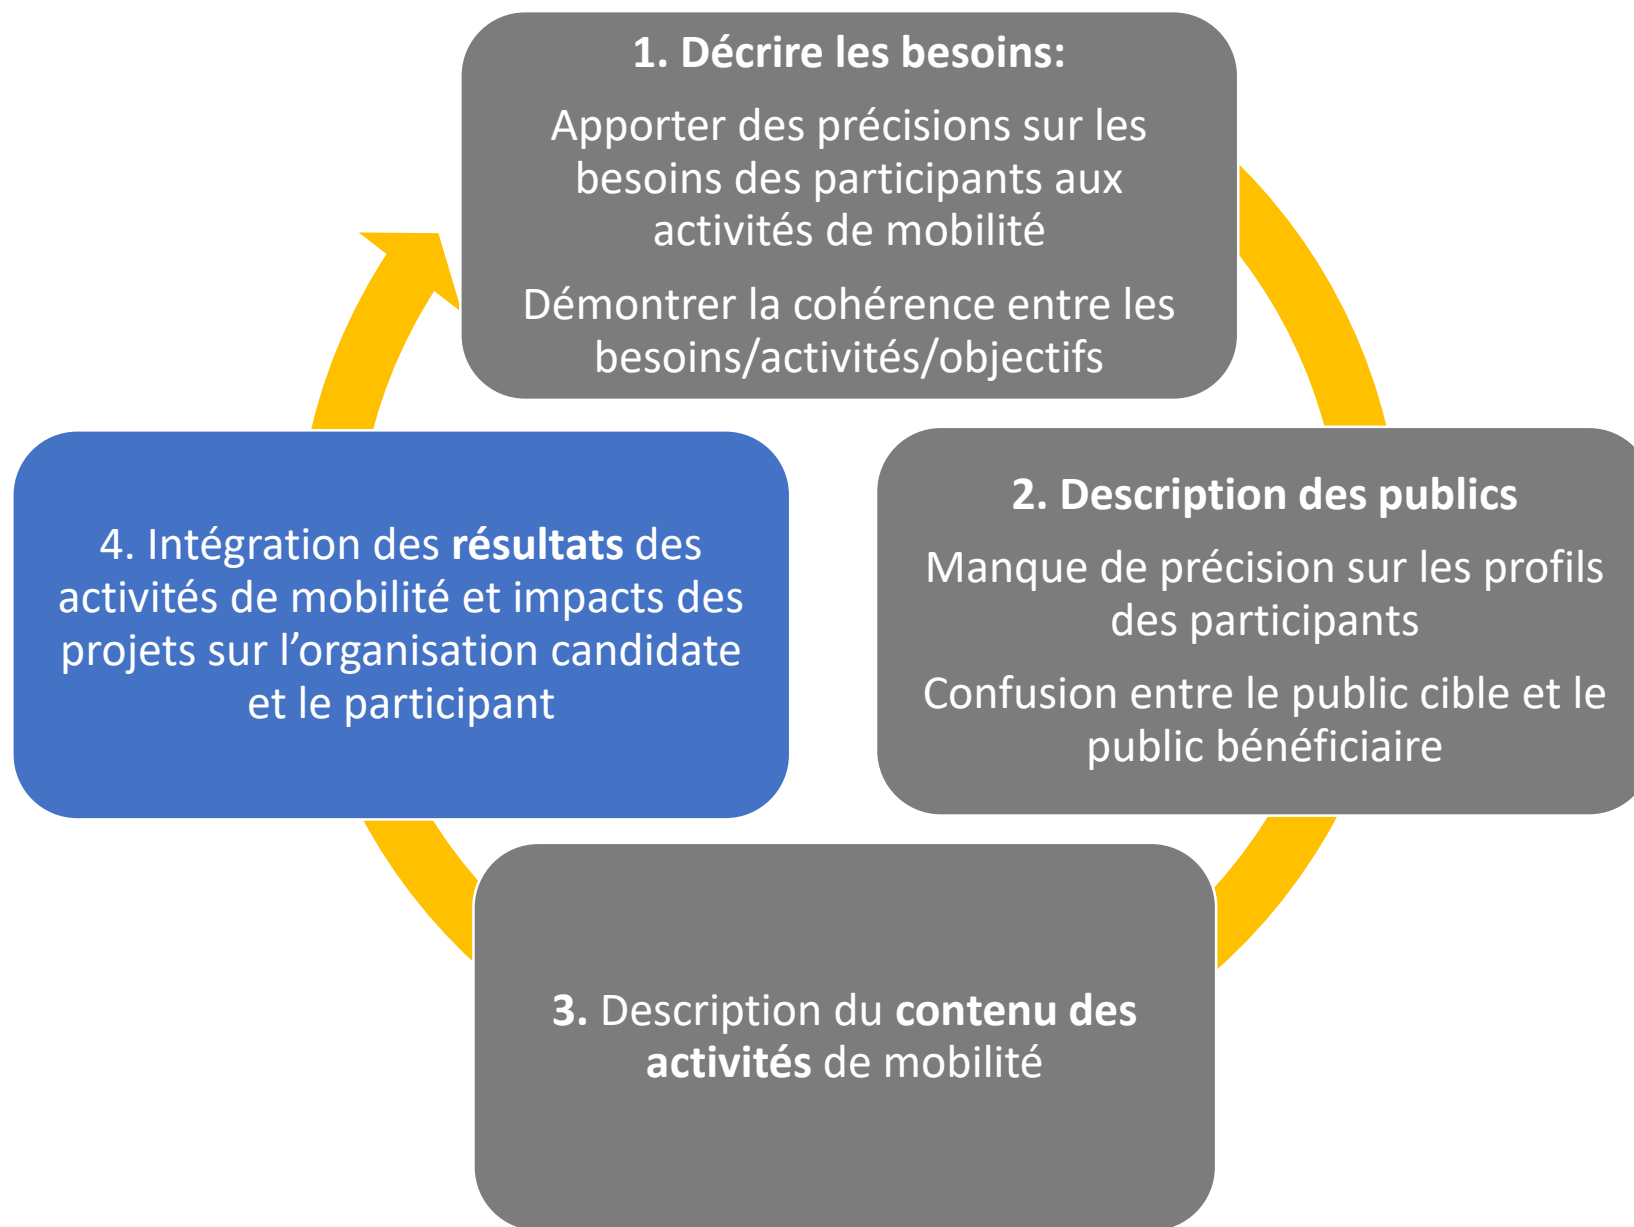 1. Décrire les besoins:
Apporter des précisions sur les
besoins des participants aux
activités de mobilité
Démontrer la cohérence entre les
besoins/activités/objectifs
2. Description des publics
Manque de précision sur les profils
des participants
Confusion entre le public cible et le
public bénéficiaire
3. Description du contenu des
activités de mobilité
4. Intégration des résultats des
activités de mobilité et impacts des
projets sur l’organisation candidate
et le participant